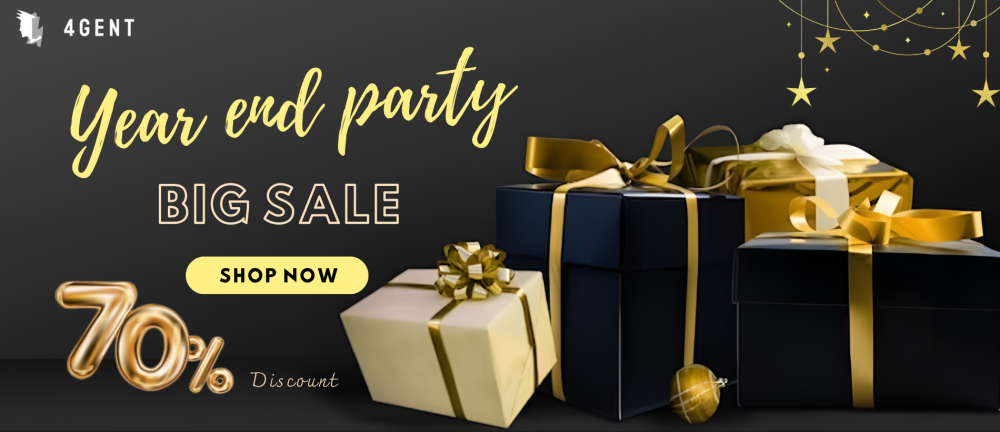 4GENT
Year end party
BIG SALE
SHOP NOW
70%
Discount